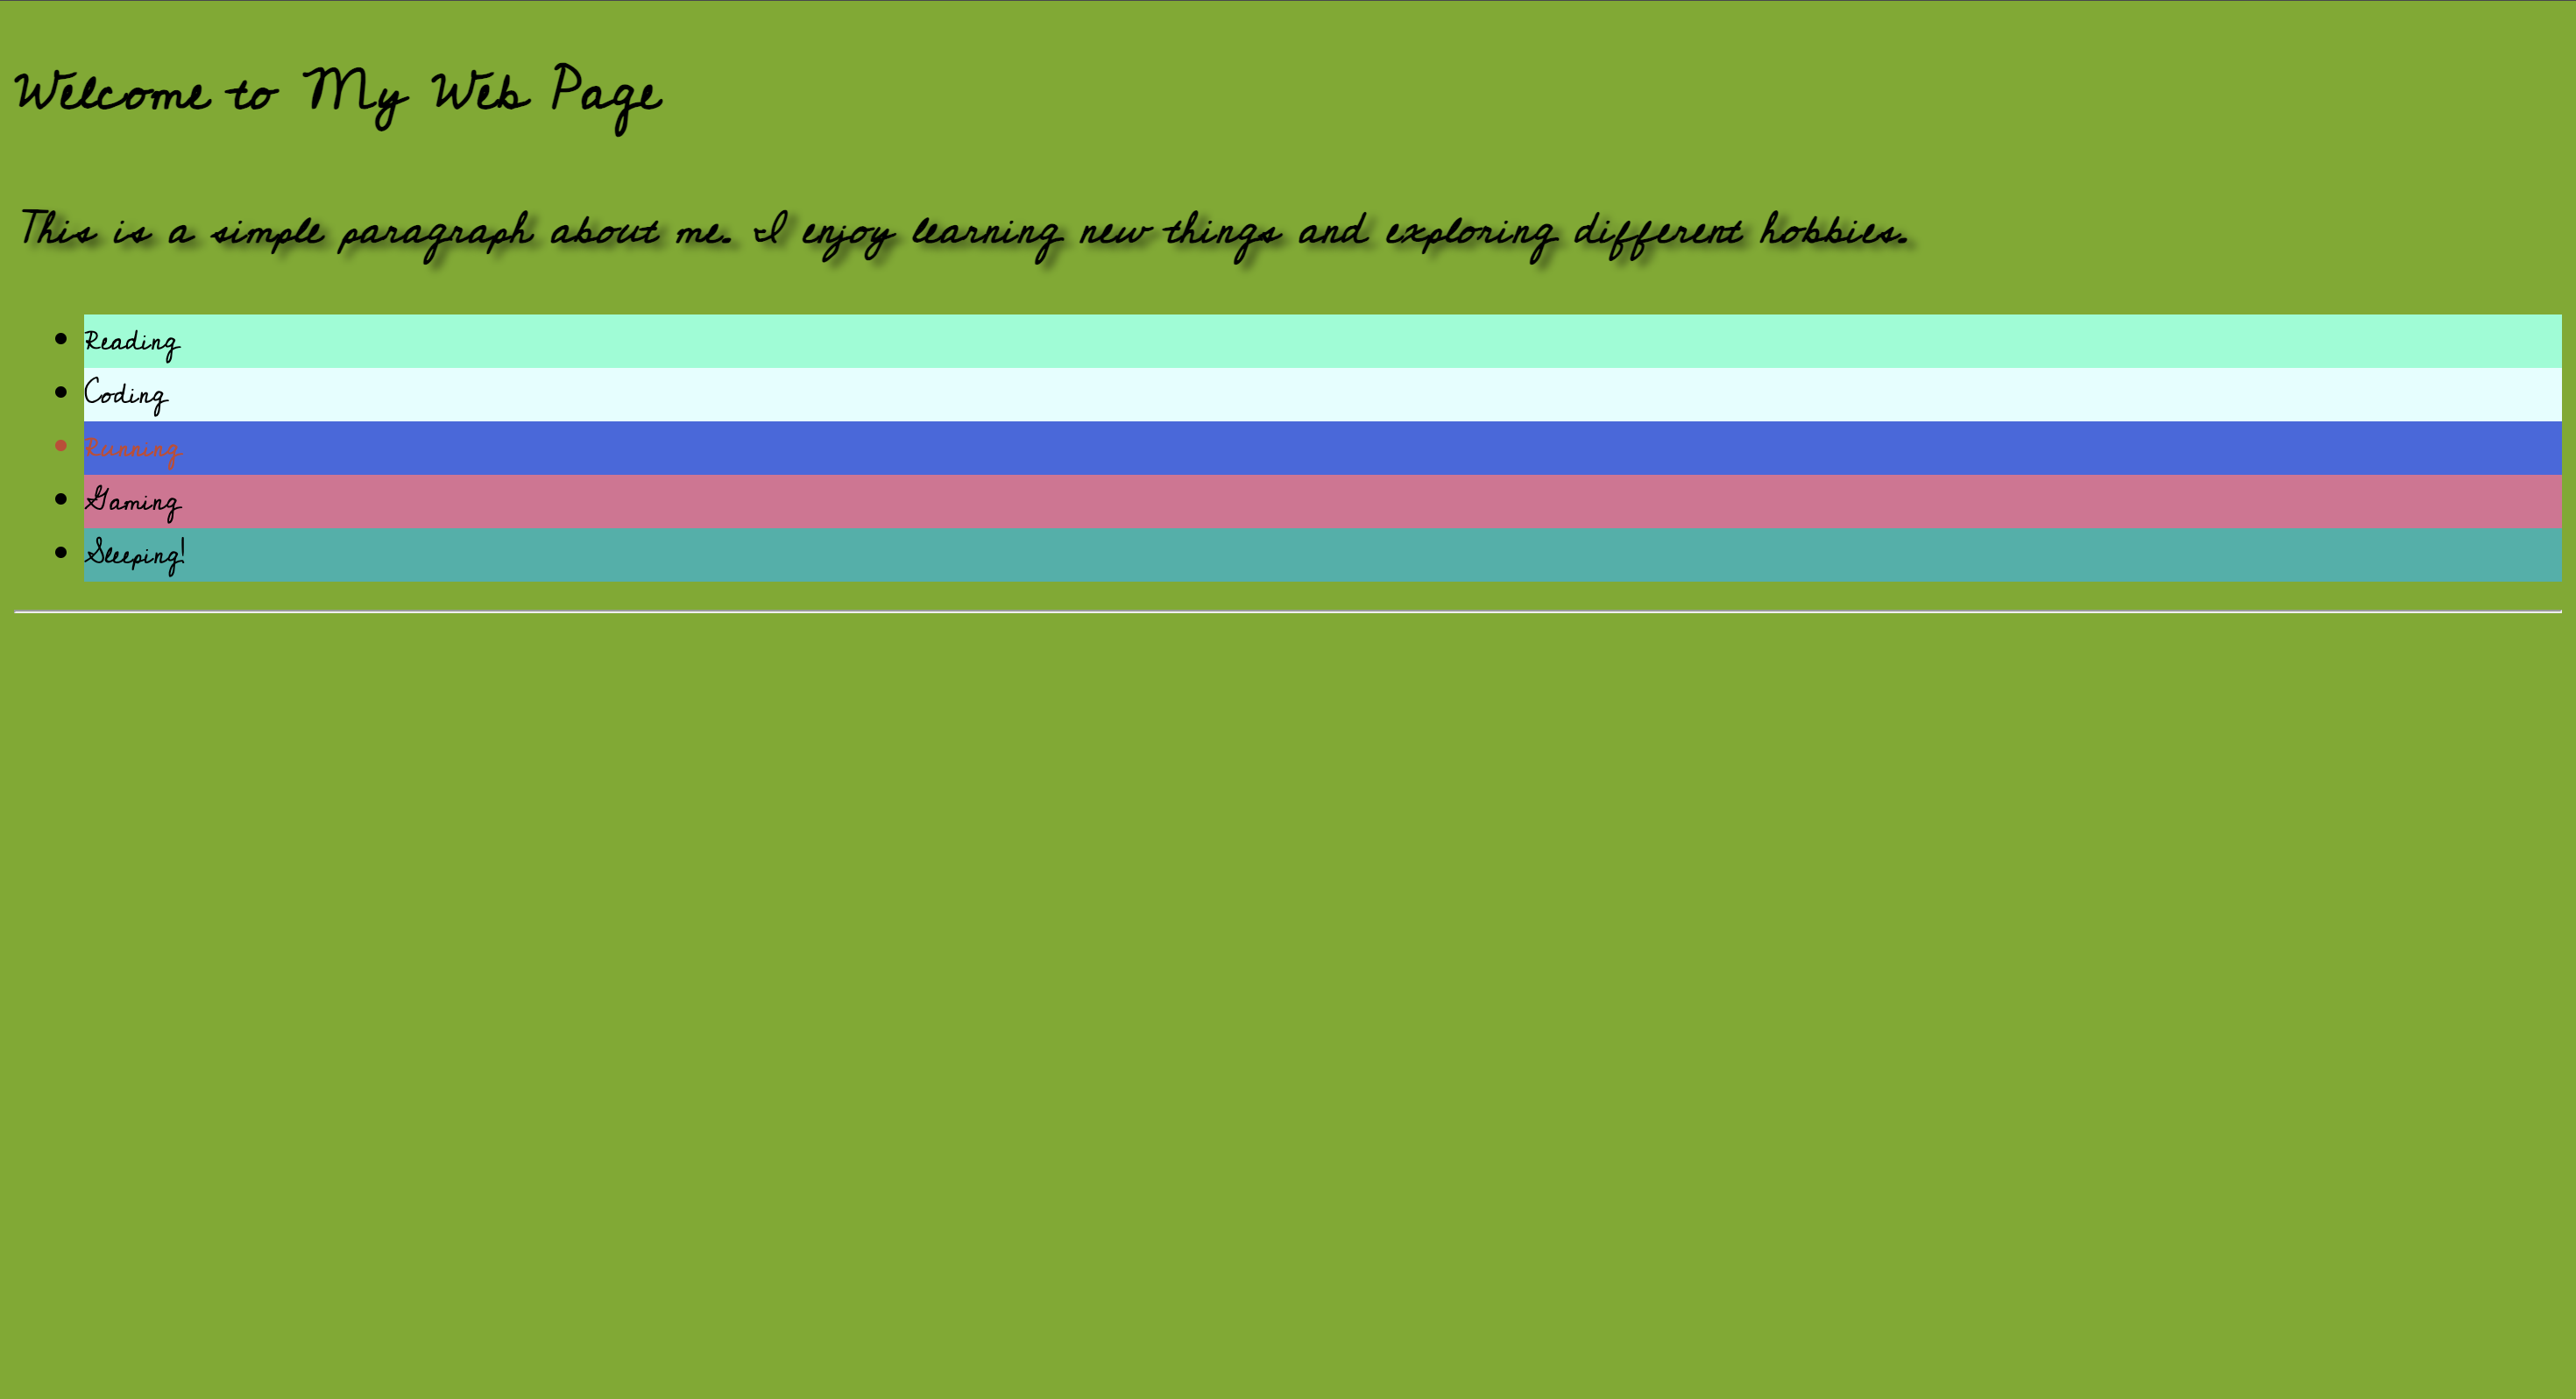 Welcome to My Web Page
This is a simple paragraph about me. I enjoy learning new things and exploring different hobbies.
Reading
Coding
Running
Gaming
Sleeping!